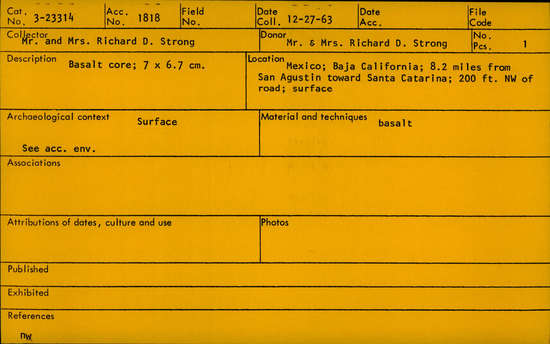 Cat. No. 3-23314 Acc. No. 1818 Field No. Date Coll. 12-27-63 Date Acc. File Code
Collector Mr. and Mrs. Richard D. Strong Donor Mr. & Mrs. Richard D. Strong No. Pcs. 1
Description Basalt core; 7 x 6.7 cm.
Location Mexico; Baja California; 8.2 miles from
San Agustin toward Santa Catarina; 200 ft. NW of
road; surface
Archaeological context Surface
See acc. env.
Material and techniques basalt
Associations
Attributions of dates, culture and use
Photos
Published
Exhibited
References
nw